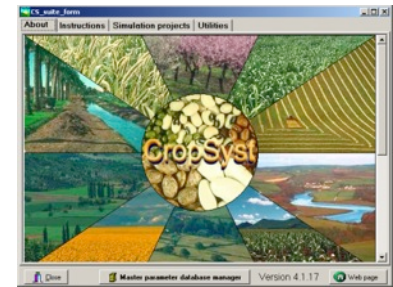 CS_suite_form
About Instructions Simulation projects Utilities
CropSyst
Close Master parameter database manager Version 4.1.17 Web page